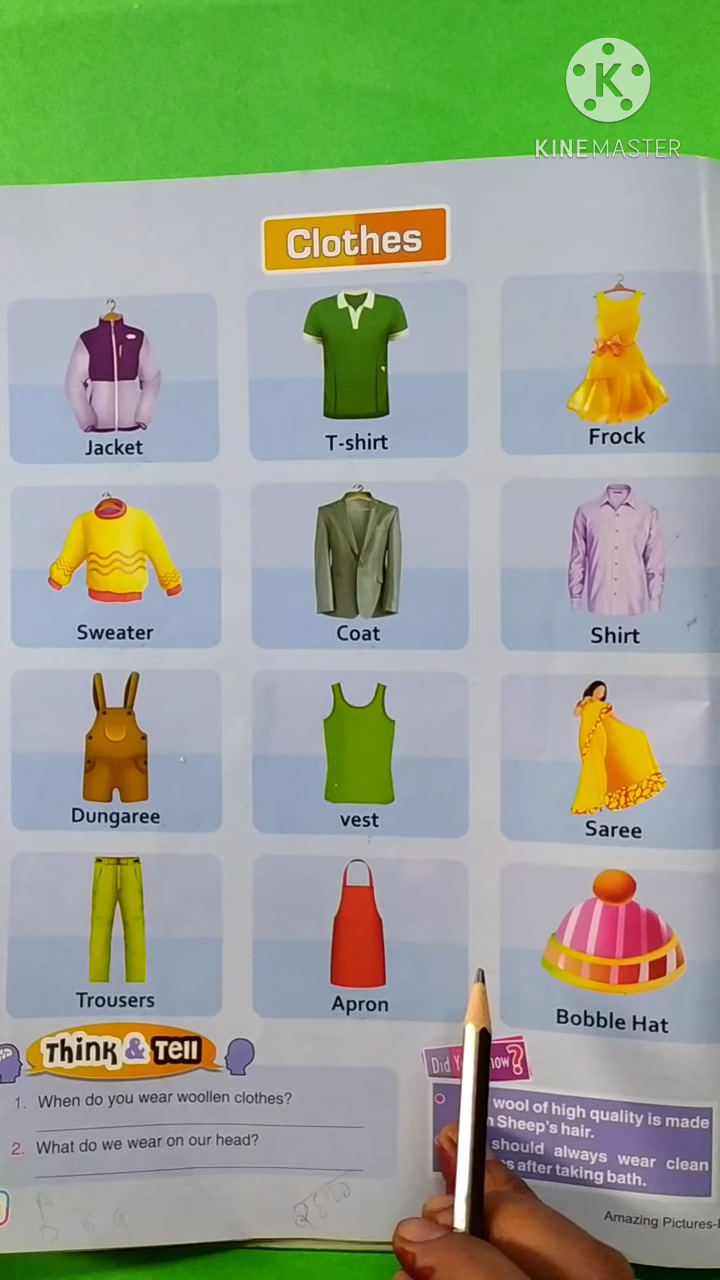 K
KINEMASTER
Clothes
Jacket
T-shirt
Frock
Sweater
Coat
Shirt
Dungaree
vest
Saree
Trousers
Apron
Bobble Hat
Think & Tell
1. When do you wear woollen clothes?
2. What do we wear on our head?
Did
?
wool of high quality is made
Sheep's hair.
should always wear clean
after taking bath.
Amazing Pictures-